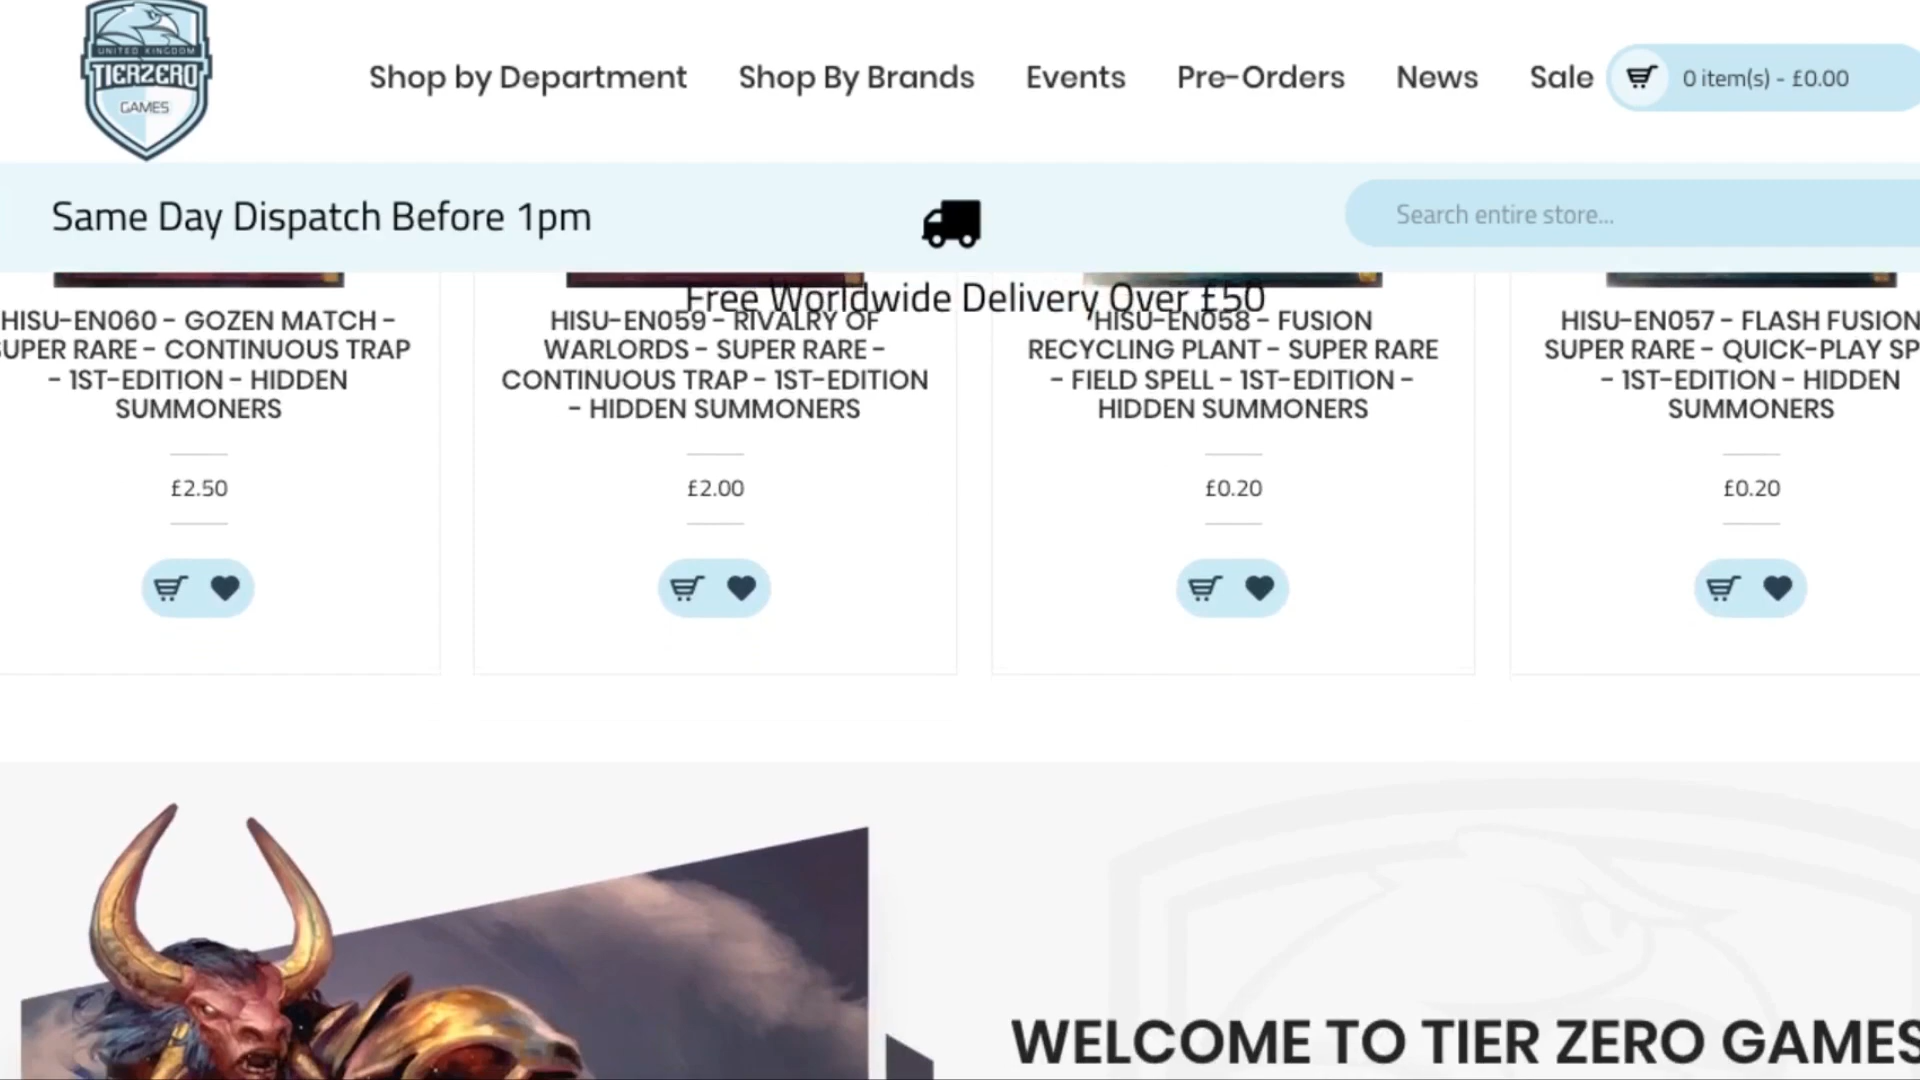 UNITED KINGDOM
TIERZERO
GAMES
Shop by Department
Shop By Brands
Events
Pre-Orders
News
Sale
0 item(s) - £0.00
Same Day Dispatch Before 1pm
Search entire store...
Free Worldwide Delivery Over £50
HISU-EN060 - GOZEN MATCH -
SUPER RARE - CONTINUOUS TRAP
- 1ST-EDITION - HIDDEN
SUMMONERS
£2.50
HISU-EN059 - RIVALRY OF
WARLORDS - SUPER RARE -
CONTINUOUS TRAP - 1ST-EDITION
- HIDDEN SUMMONERS
£2.00
HISU-EN058 - FUSION
RECYCLING PLANT - SUPER RARE
- FIELD SPELL - 1ST-EDITION -
HIDDEN SUMMONERS
£0.20
HISU-EN057 - FLASH FUSION
SUPER RARE - QUICK-PLAY SP
- 1ST-EDITION - HIDDEN
SUMMONERS
£0.20
WELCOME TO TIER ZERO GAMES